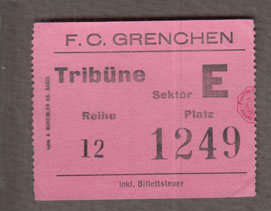 F. C. GRENCHEN
Tribüne
Sektor E
Reihe Platz
12 1249
inkl. Billettsteuer